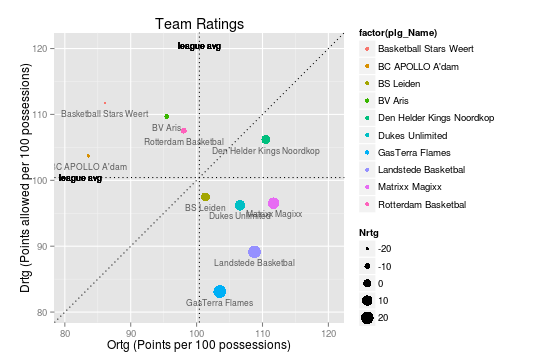 Team Ratings
Drtg (Points allowed per 100 possessions)
120
110
100
90
80
league avg
Basketball Stars Weert
BV Aris
Rotterdam Basketbal
Den Helder Kings Noordkop
C APOLLO A'dam
league avg
BS Leiden
Dukes Unlimited
Matrixx Magixx
Landstede Basketbal
GasTerra Flames
80
90
100
110
120
Ortg (Points per 100 possessions)
factor(plg_Name)
Basketball Stars Weert
BC APOLLO A'dam
BS Leiden
BV Aris
Den Helder Kings Noordkop
Dukes Unlimited
GasTerra Flames
Landstede Basketbal
Matrixx Magixx
Rotterdam Basketbal
Nrtg
-20
-10
0
10
20